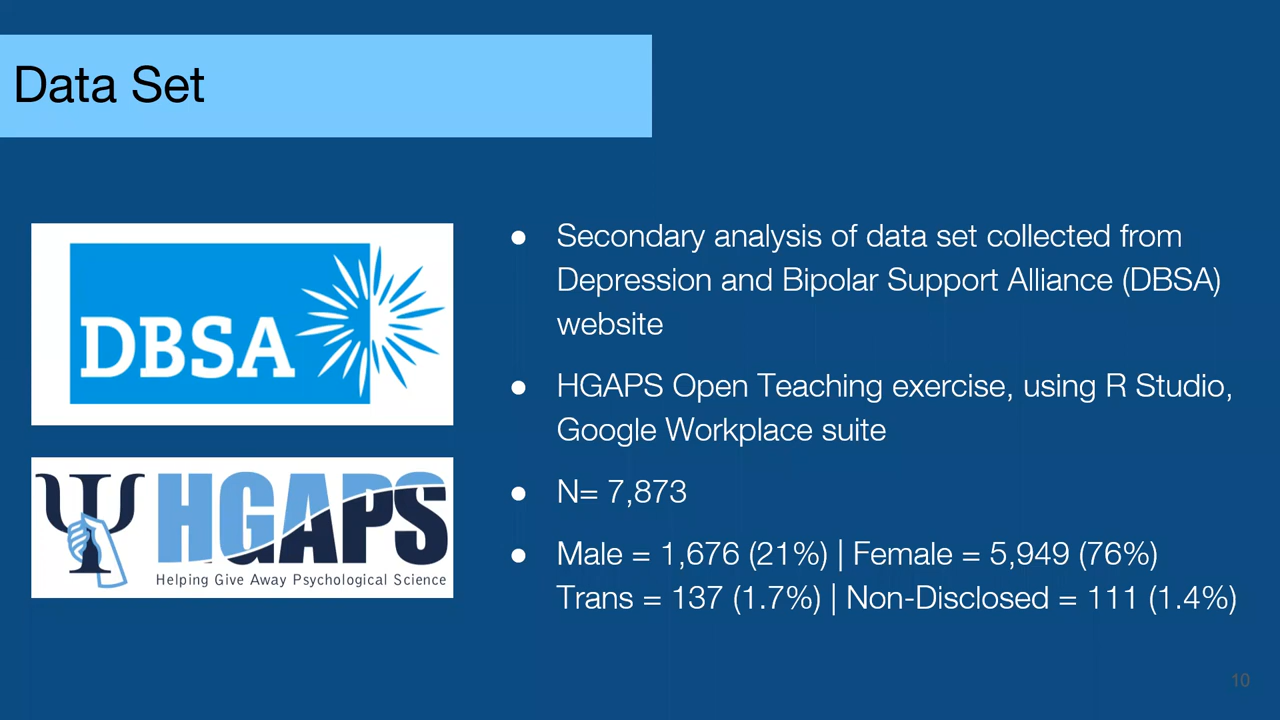 Data Set
DBSA
HGAPS
Helping Give Away Psychological Science
● Secondary analysis of data set collected from
Depression and Bipolar Support Alliance (DBSA)
website
● HGAPS Open Teaching exercise, using R Studio,
Google Workplace suite
● N= 7,873
● Male = 1,676 (21%) | Female = 5,949 (76%)
Trans = 137 (1.7%) | Non-Disclosed = 111 (1.4%)
10